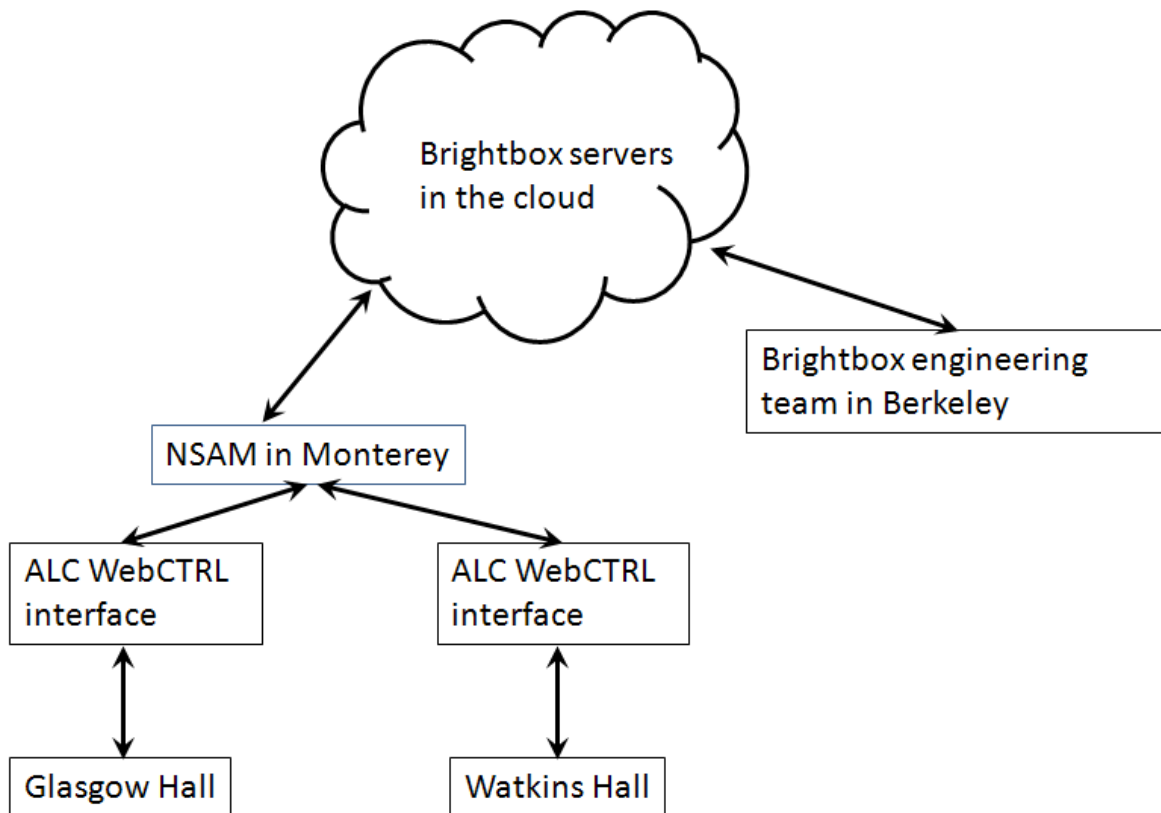 Brightbox servers
in the cloud
Brightbox engineering
team in Berkeley
NSAM in Monterey
ALC WebCTRL
interface
ALC WebCTRL
interface
Glasgow Hall
Watkins Hall